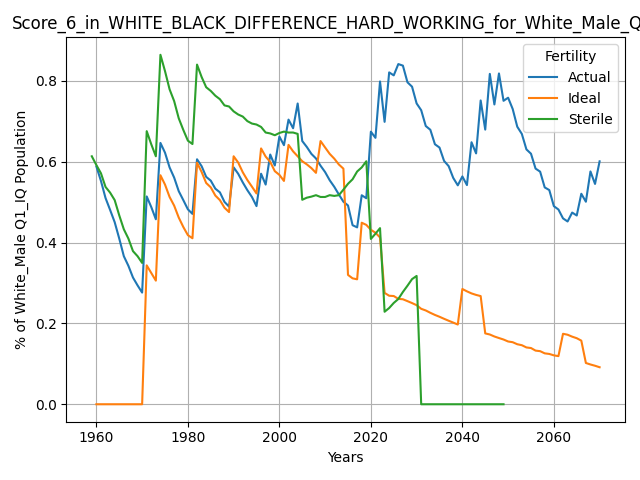 Score_6_in_WHITE_BLACK_DIFFERENCE_HARD_WORKING_for_White_Male_Q
% of White_Male Q1_IQ Population
0.8
0.6
0.4
0.2
0.0
Fertility
Actual
Ideal
Sterile
1960
1980
2000
2020
2040
2060
Years